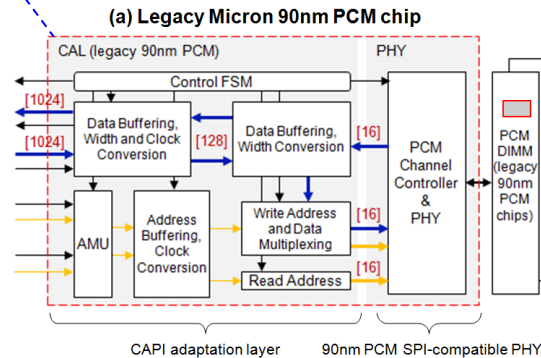 (a) Legacy Micron 90nm PCM chip
CAL (legacy 90nm PCM)
PHY
Control FSM
[1024]
[1024]
Data Buffering,
Width and Clock
Conversion
[128]
Data Buffering,
Width Conversion
[16]
PCM
Channel
Controller
&
PHY
PCM
DIMM
(legacy
90nm
PCM
chips)
AMU
Address
Buffering,
Clock
Conversion
Write Address
and Data
Multiplexing
[16]
Read Address
[16]
CAPI adaptation layer
90nm PCM SPI-compatible PHY